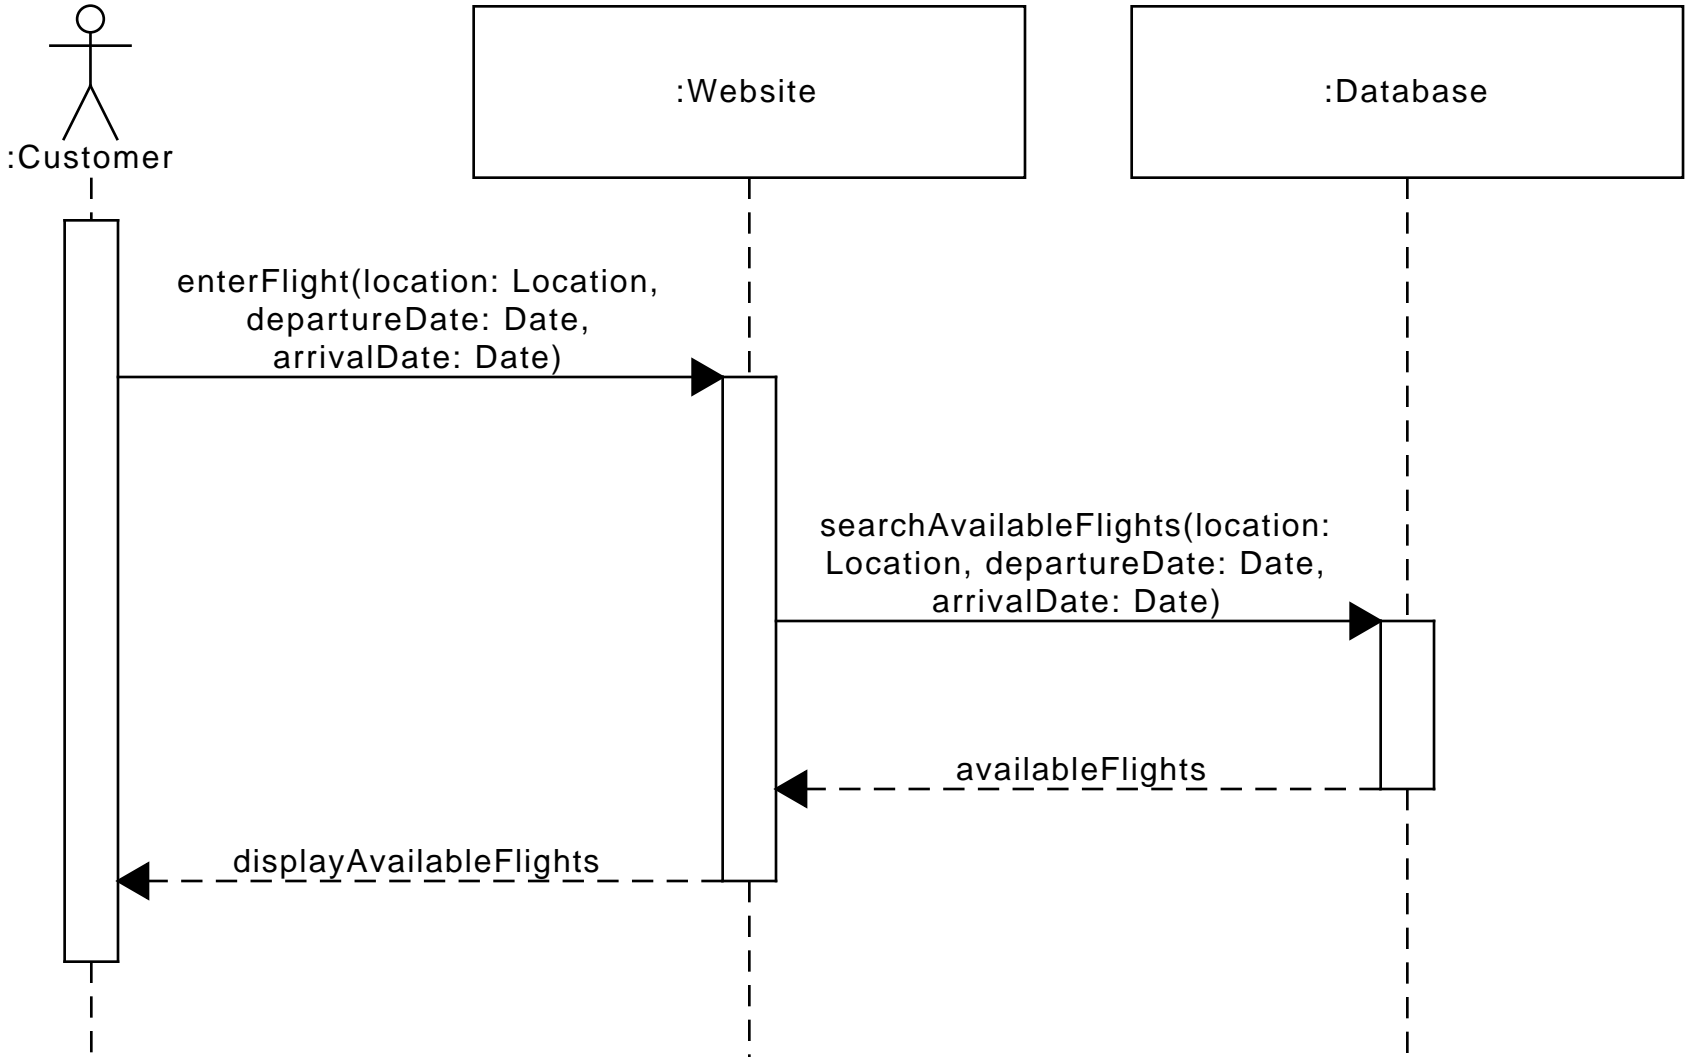 :Website
:Database
:Customer
enterFlight(location: Location,
departureDate: Date,
arrivalDate: Date)
searchAvailableFlights(location:
Location, departureDate: Date,
arrivalDate: Date)
availableFlights
displayAvailableFlights